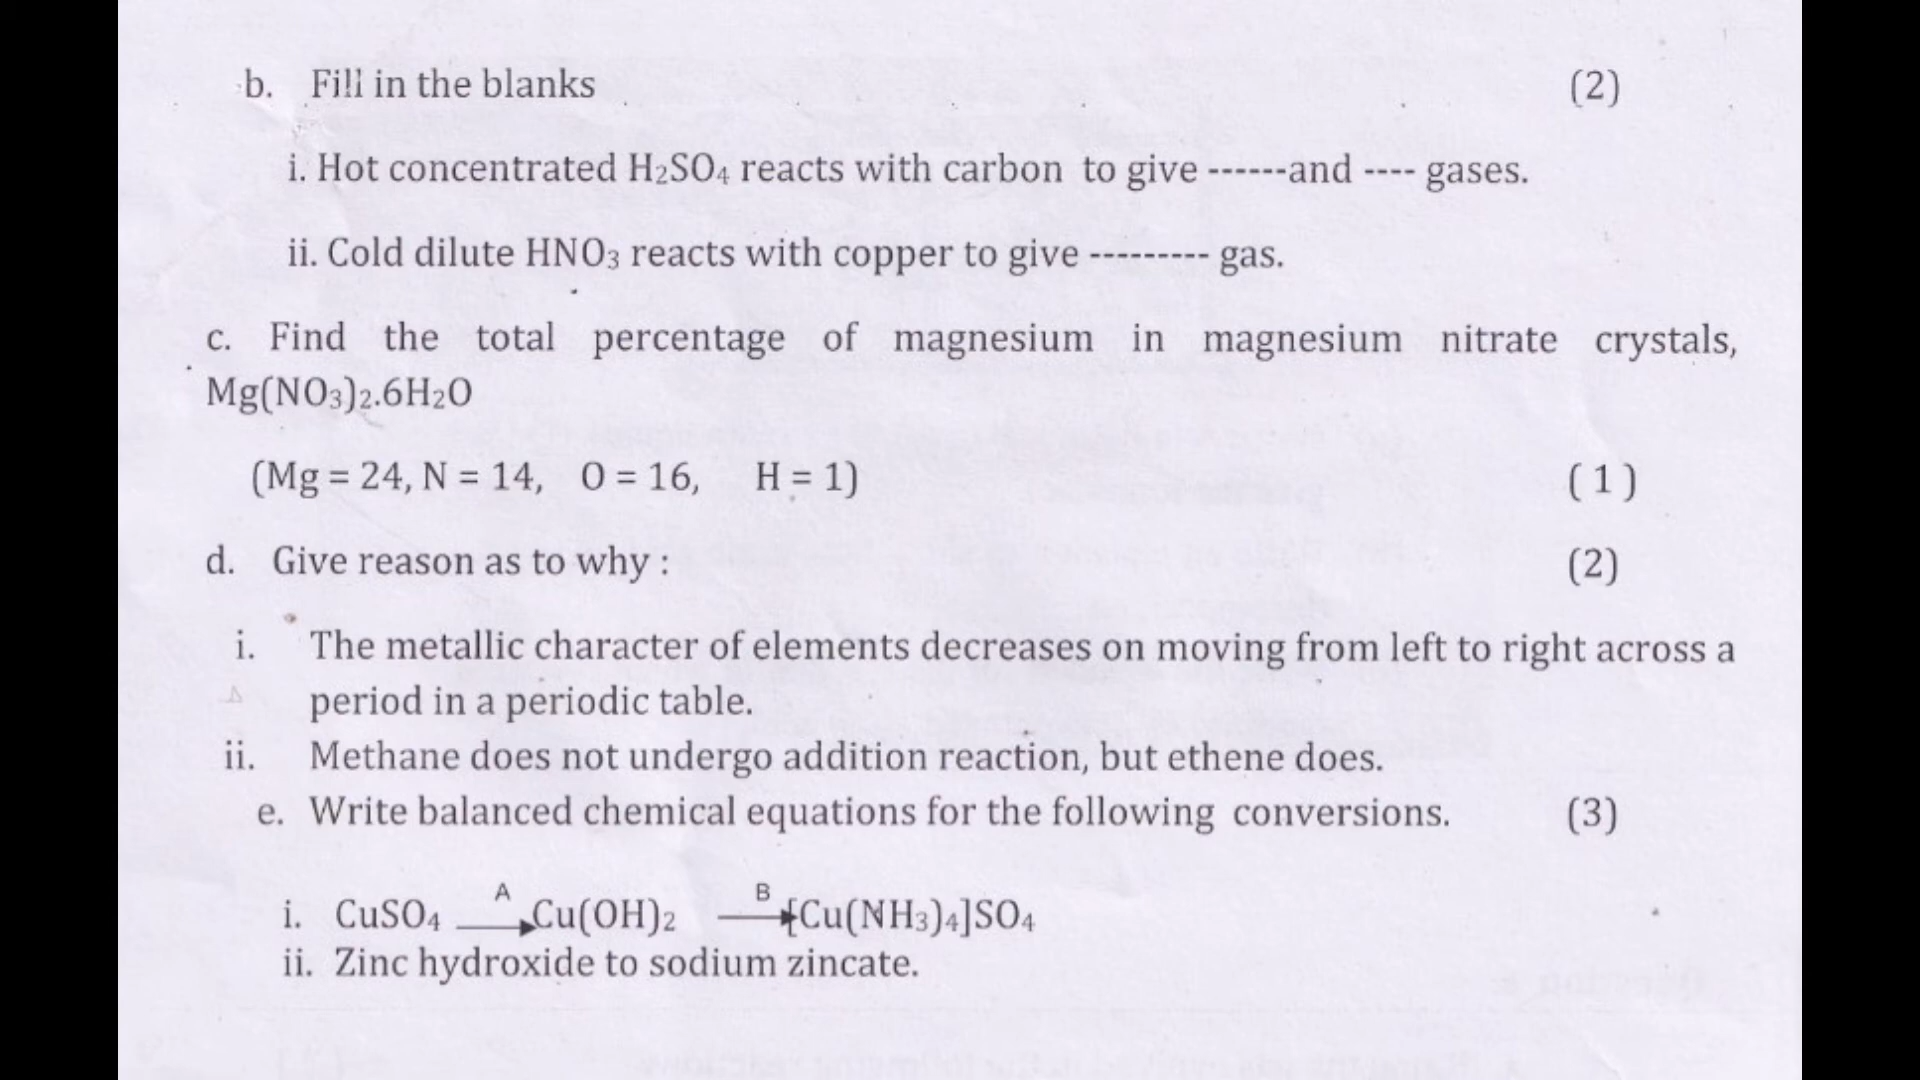 b. Fill in the blanks (2)
i. Hot concentrated H₂SO₄ reacts with carbon to give ------and ---- gases.
ii. Cold dilute HNO₃ reacts with copper to give --------- gas.
c. Find the total percentage of magnesium in magnesium nitrate crystals,
Mg(NO₃)₂.6H₂O
(Mg = 24, N = 14, O = 16, H = 1) ( 1 )
d. Give reason as to why : (2)
i. The metallic character of elements decreases on moving from left to right across a
period in a periodic table.
ii. Methane does not undergo addition reaction, but ethene does.
e. Write balanced chemical equations for the following conversions. (3)
i. CuSO₄ A→ Cu(OH)₂ B→ [Cu(NH₃)₄]SO₄
ii. Zinc hydroxide to sodium zincate.